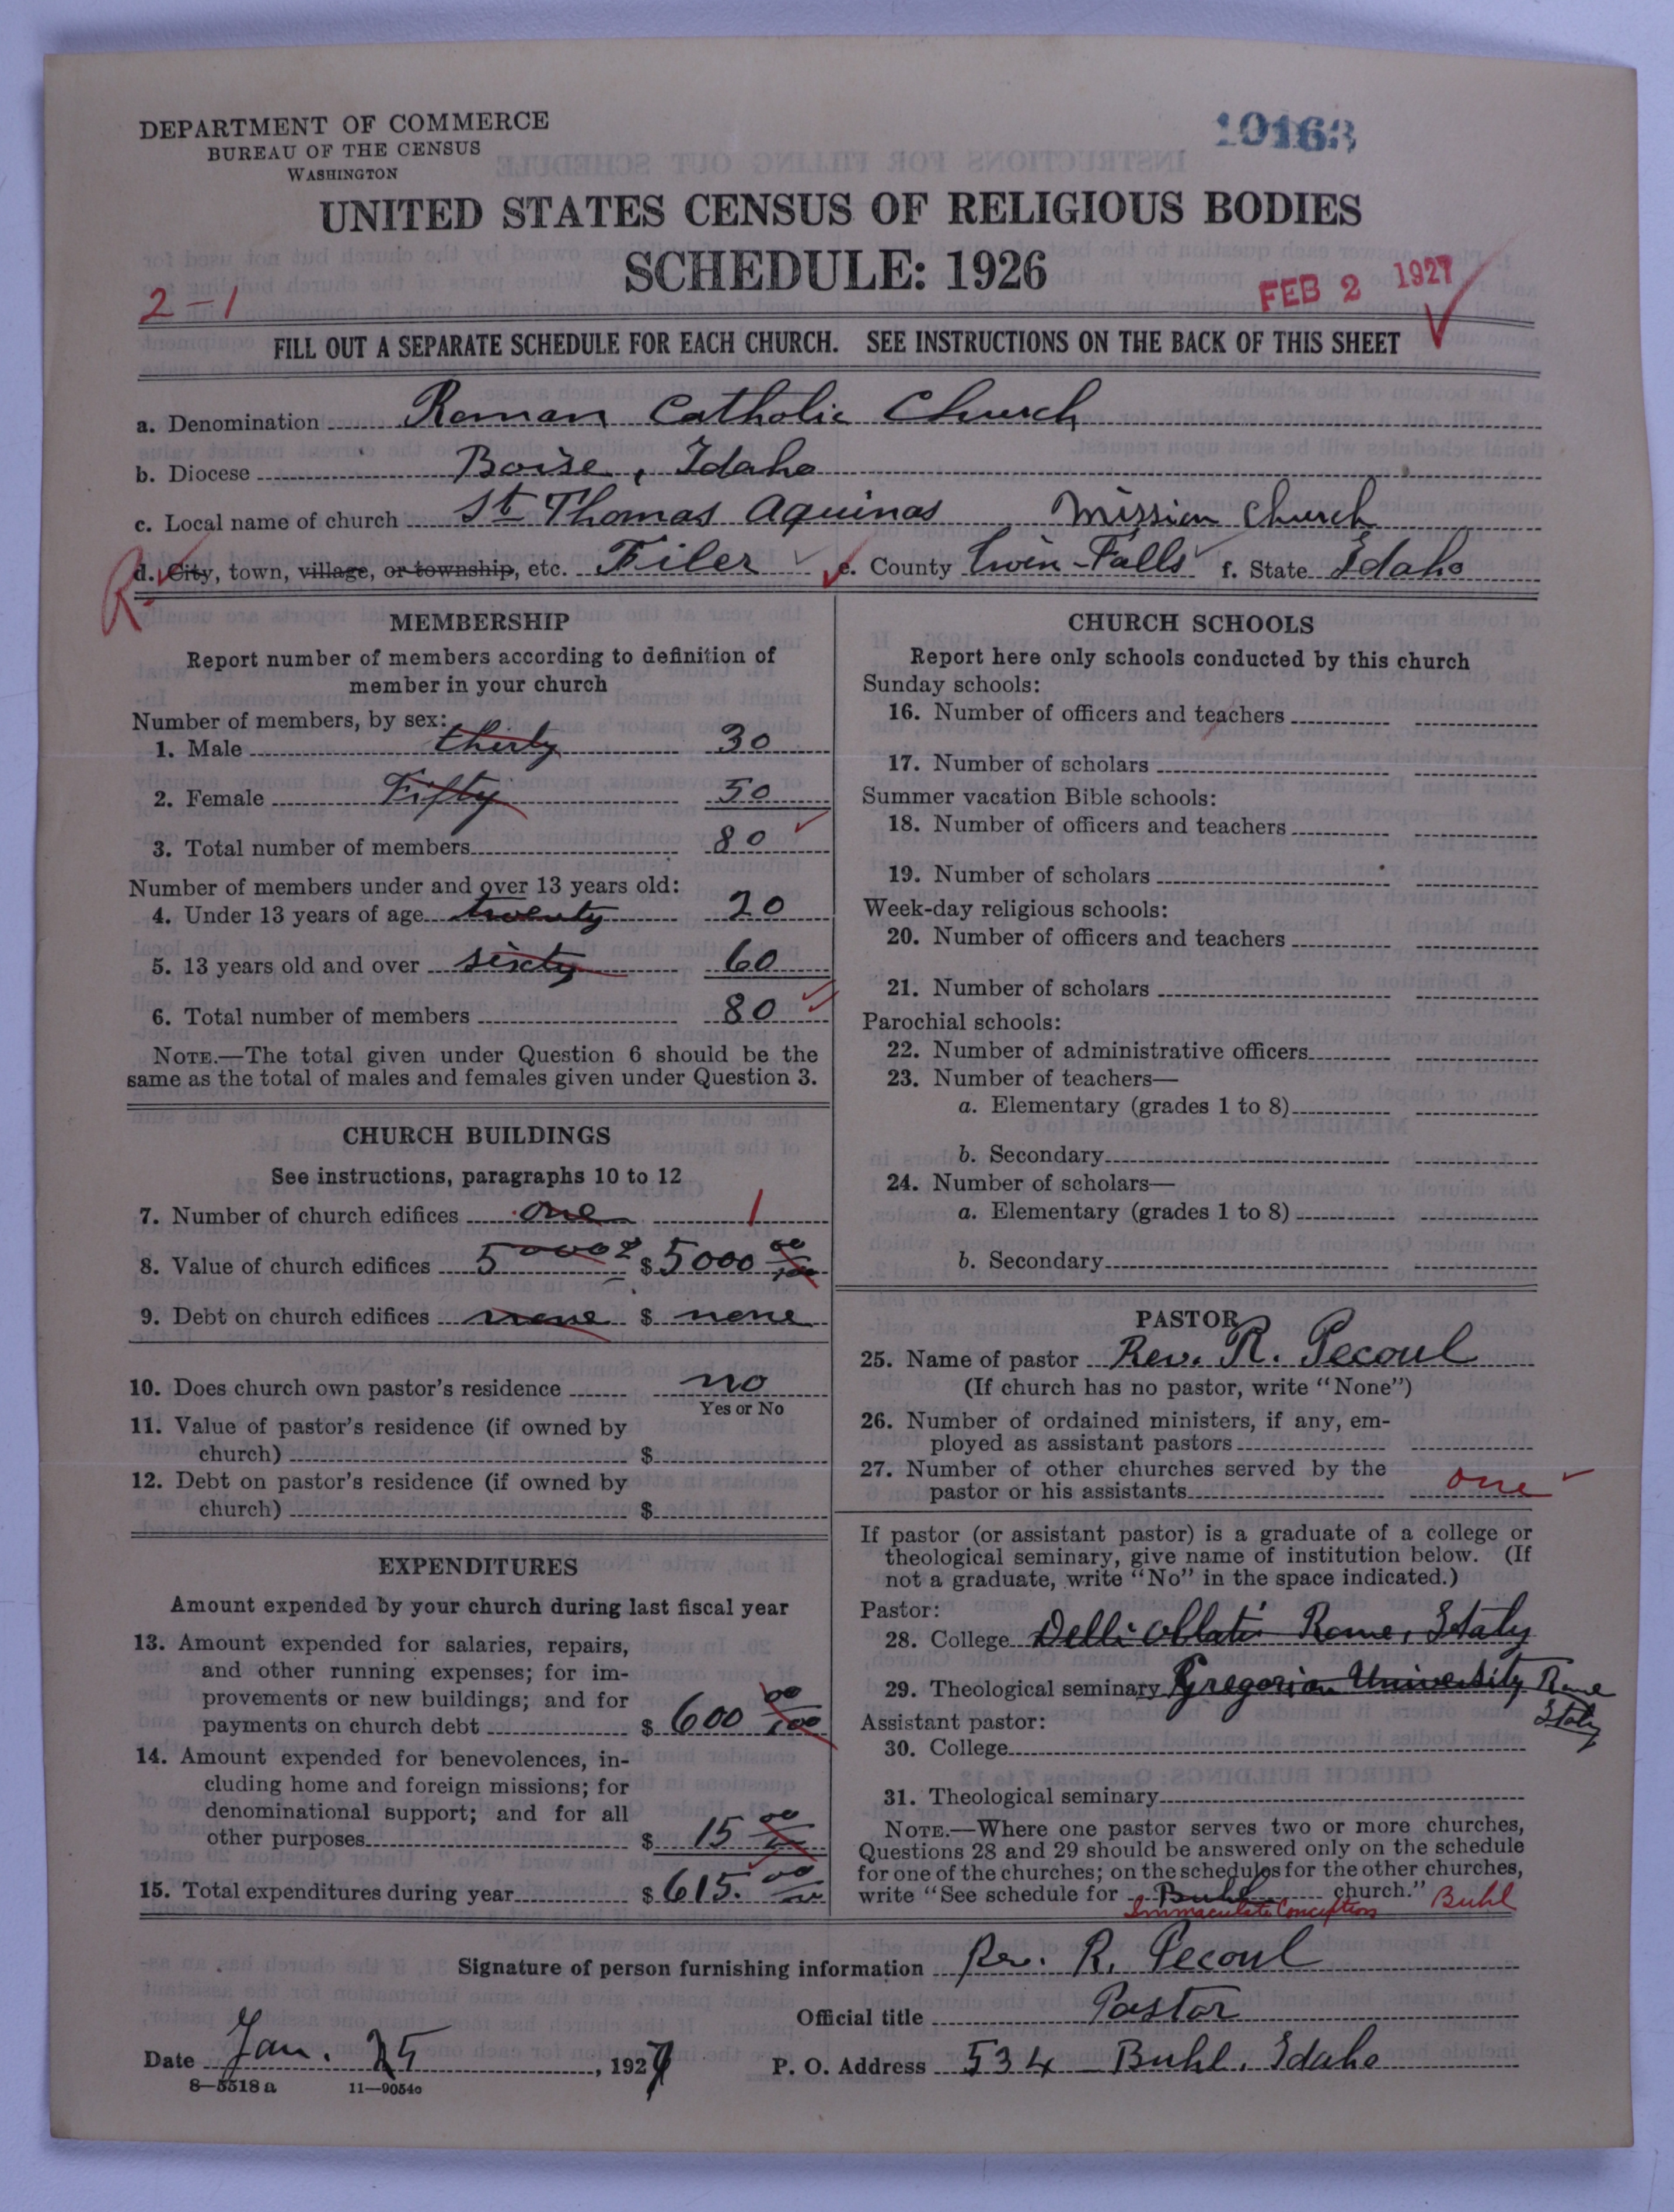 DEPARTMENT OF COMMERCE
BUREAU OF THE CENSUS
WASHINGTON
10163
UNITED STATES CENSUS OF RELIGIOUS BODIES
SCHEDULE: 1926
2-1
FEB 2 1927
FILL OUT A SEPARATE SCHEDULE FOR EACH CHURCH. SEE INSTRUCTIONS ON THE BACK OF THIS SHEET
a. Denomination Roman Catholic Church
b. Diocese Boise, Idaho
c. Local name of church St Thomas Aquinas Mission Church
d. City, town, village, or township, etc. Filer e. County Twin-Falls f. State Idaho
R.
MEMBERSHIP
Report number of members according to definition of
member in your church
Number of members, by sex:
1. Male thirty 30
2. Female Fifty 50
3. Total number of members 80
Number of members under and over 13 years old:
4. Under 13 years of age twenty 20
5. 13 years old and over sixty 60
6. Total number of members 80
NOTE.—The total given under Question 6 should be the
same as the total of males and females given under Question 3.
CHURCH BUILDINGS
See instructions, paragraphs 10 to 12
7. Number of church edifices one 1
8. Value of church edifices $5000 00
9. Debt on church edifices none $ none
10. Does church own pastor's residence no
Yes or No
11. Value of pastor's residence (if owned by
church) $
12. Debt on pastor's residence (if owned by
church) $
EXPENDITURES
Amount expended by your church during last fiscal year
13. Amount expended for salaries, repairs,
and other running expenses; for im-
provements or new buildings; and for
payments on church debt $ 600 00/100
14. Amount expended for benevolences, in-
cluding home and foreign missions; for
denominational support; and for all
other purposes $ 15 00
15. Total expenditures during year $ 615. 00
CHURCH SCHOOLS
Report here only schools conducted by this church
Sunday schools:
16. Number of officers and teachers
17. Number of scholars
Summer vacation Bible schools:
18. Number of officers and teachers
19. Number of scholars
Week-day religious schools:
20. Number of officers and teachers
21. Number of scholars
Parochial schools:
22. Number of administrative officers
23. Number of teachers—
a. Elementary (grades 1 to 8)
b. Secondary
24. Number of scholars—
a. Elementary (grades 1 to 8)
b. Secondary
PASTOR
25. Name of pastor Rev. R. Pecoul
(If church has no pastor, write "None")
26. Number of ordained ministers, if any, em-
ployed as assistant pastors
27. Number of other churches served by the
pastor or his assistants one
If pastor (or assistant pastor) is a graduate of a college or
theological seminary, give name of institution below. (If
not a graduate, write "No" in the space indicated.)
Pastor:
28. College Delli Rome, Italy
29. Theological seminary Gregorian University Rome
Italy
Assistant pastor:
30. College
31. Theological seminary
NOTE.—Where one pastor serves two or more churches,
Questions 28 and 29 should be answered only on the schedule
for one of the churches; on the schedules for the other churches,
write "See schedule for Buhl church." Buhl
Immaculate Conception
Signature of person furnishing information Rev. R. Pecoul
Official title Pastor
Date Jan. 25, 1927 P. O. Address 534 Buhl, Idaho
8—5518a 11—9054c